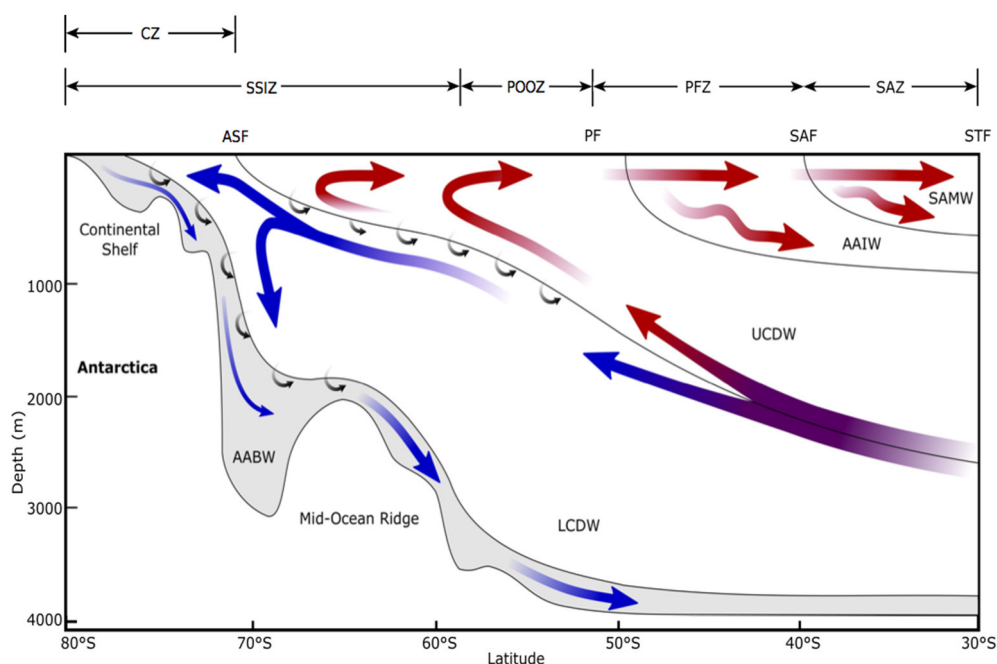 CZ
SSIZ
POOZ
PFZ
SAZ
ASF
PF
SAF
STF
SAMW
Continental
Shelf
AAIW
1000
UCDW
Antarctica
2000
AABW
Depth (m)
3000
Mid-Ocean Ridge
LCDW
4000
80°S
70°S
60°S
50°S
40°S
30°S
Latitude